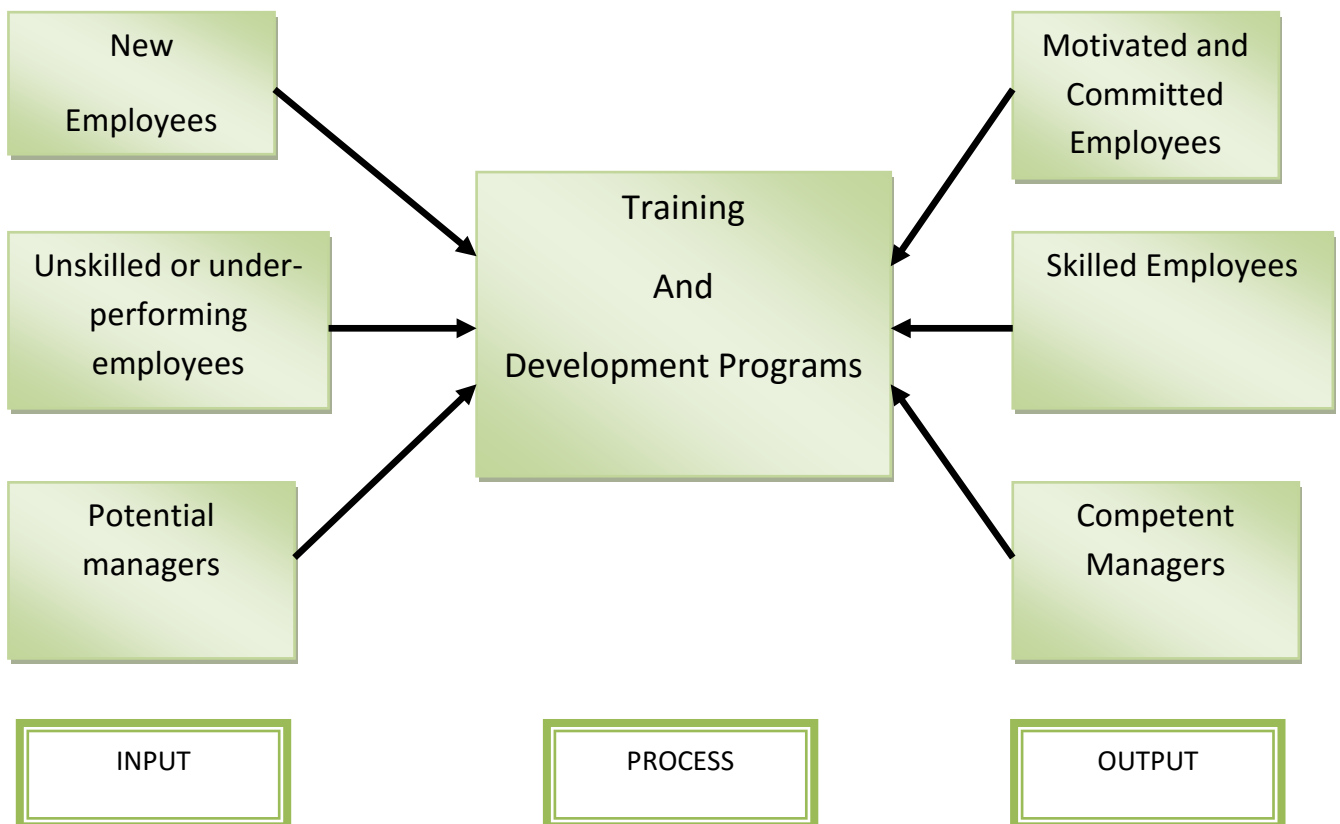 New
Employees
Unskilled or under-
performing
employees
Potential
managers
Training
And
Development Programs
Motivated and
Committed
Employees
Skilled Employees
Competent
Managers
INPUT
PROCESS
OUTPUT